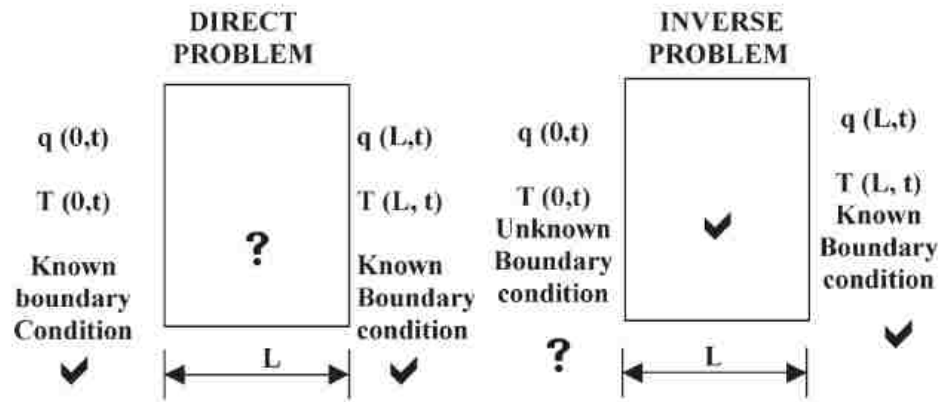 DIRECT
PROBLEM
q (0,t)
T (0,t)
Known
boundary
Condition
?
q (L,t)
T (L, t)
Known
Boundary
condition
L
INVERSE
PROBLEM
q (0,t)
T (0,t)
Unknown
Boundary
condition
?
q (L,t)
T (L, t)
Known
Boundary
condition
L